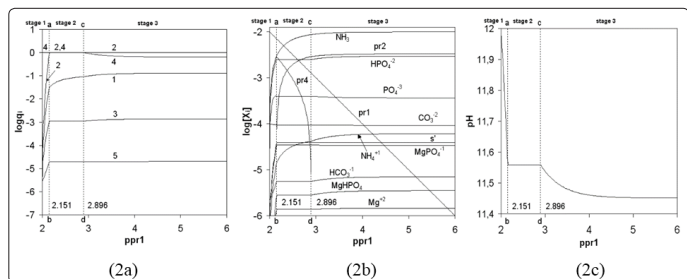 stage 1 a stage 2 c stage 3
1
0
-1
-2
-3
-4
-5
-6
-7
4 2,4 2
2 4
1
3
5
2.151 2.896
2 b 3 d 4 5 6
ppr1
logqi
(2a)
stage 1 a stage 2 c stage 3
-2
-3
-4
-5
-6
NH3
pr2
HPO4-2
pr4
PO4-3
pr1
CO3-2
s'
NH4+1
MgPO4-1
HCO3-1
MgHPO4
Mg+2
2.151 2.896
2 b 3 d 4 5 6
ppr1
log[Xi]
(2b)
stage 1 a stage 2 c stage 3
12
11,9
11,8
11,7
11,6
11,5
11,4
2.151 2.896
2 b 3 d 4 5 6
ppr1
pH
(2c)